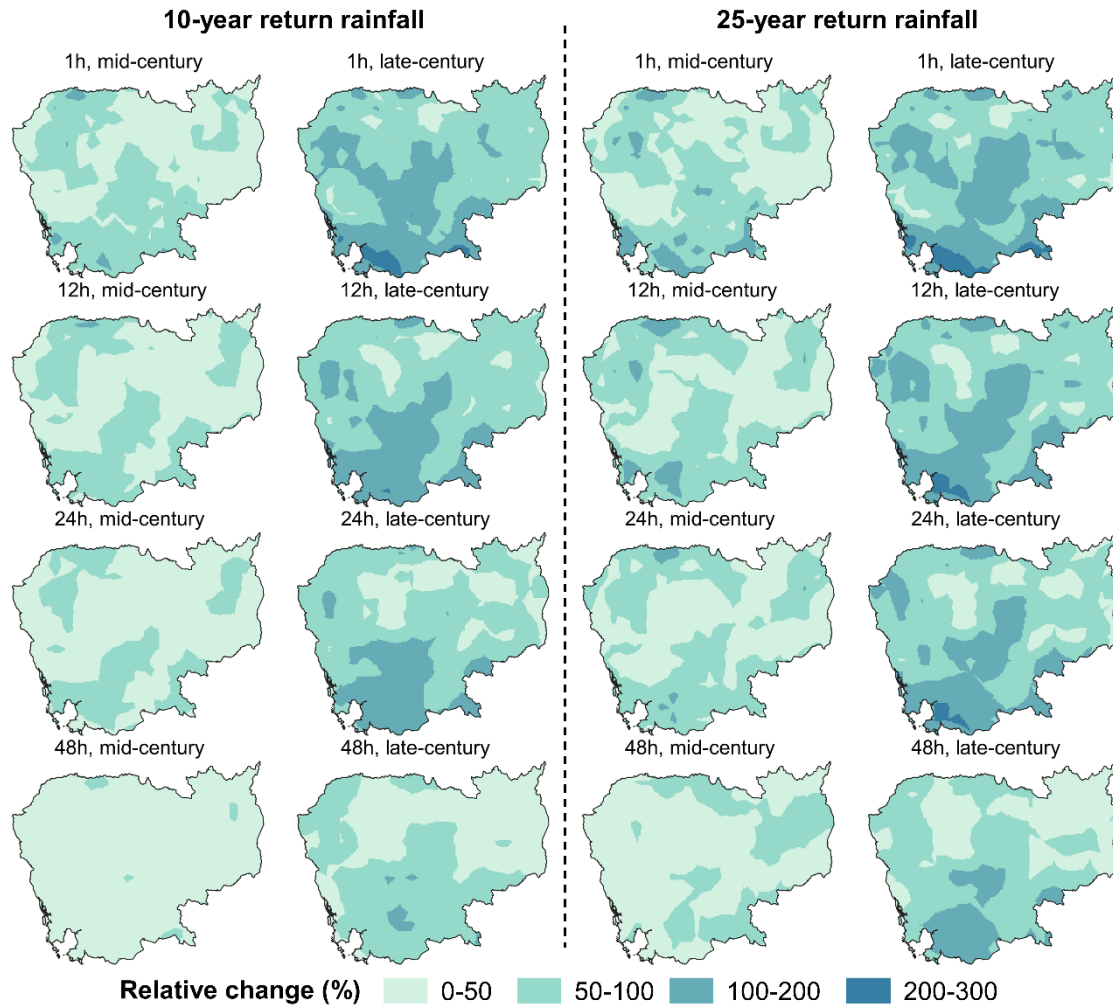 10-year return rainfall
25-year return rainfall
1h, mid-century
1h, late-century
1h, mid-century
1h, late-century
12h, mid-century
12h, late-century
12h, mid-century
12h, late-century
24h, mid-century
24h, late-century
24h, mid-century
24h, late-century
48h, mid-century
48h, late-century
48h, mid-century
48h, late-century
Relative change (%) 0-50 50-100 100-200 200-300